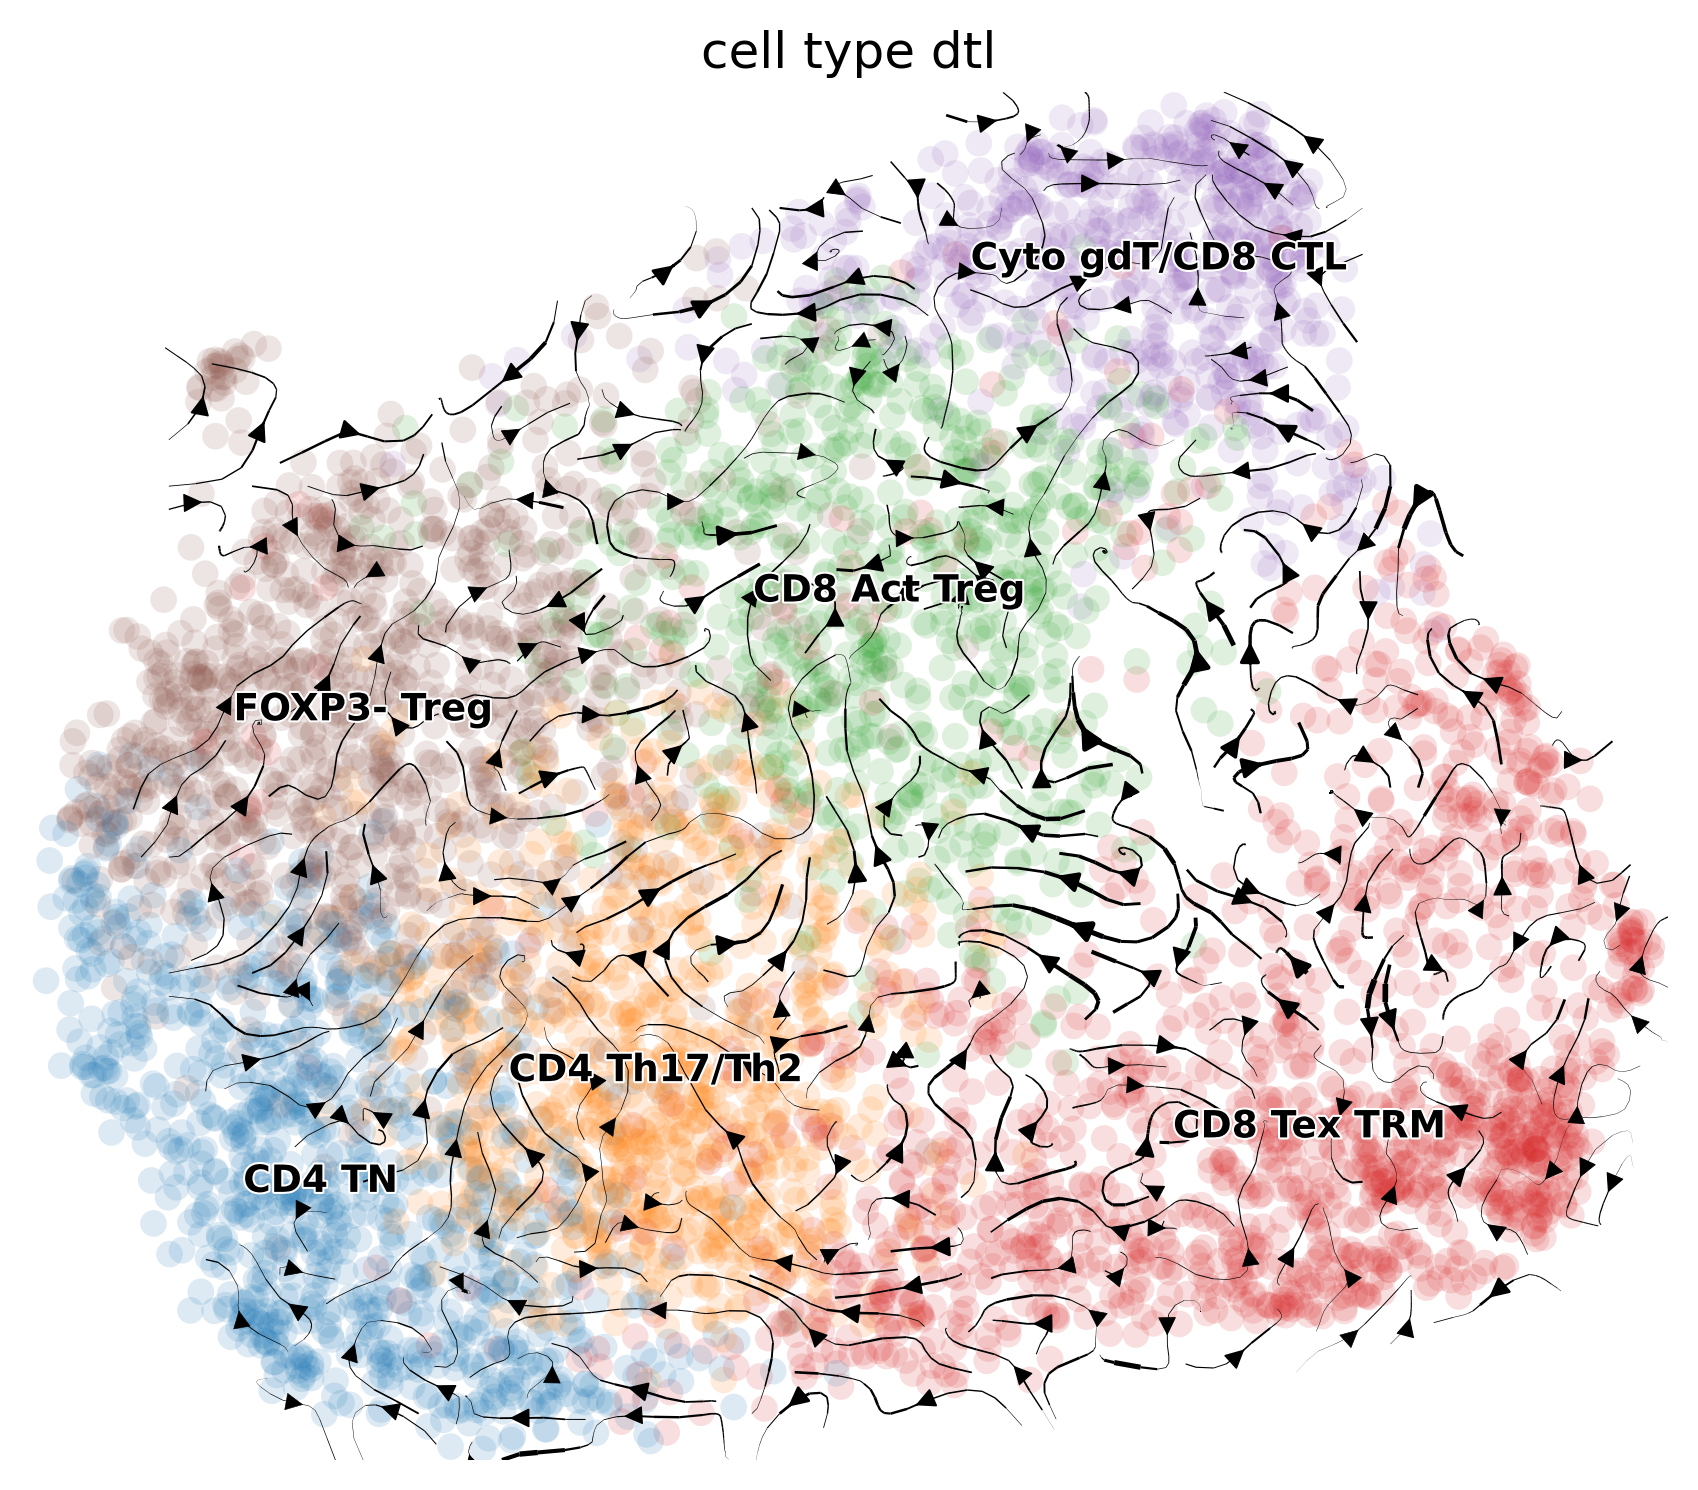 cell type dtl
Cyto gdT/CD8 CTL
CD8 Act Treg
FOXP3- Treg
CD4 Th17/Th2
CD8 Tex TRM
CD4 TN